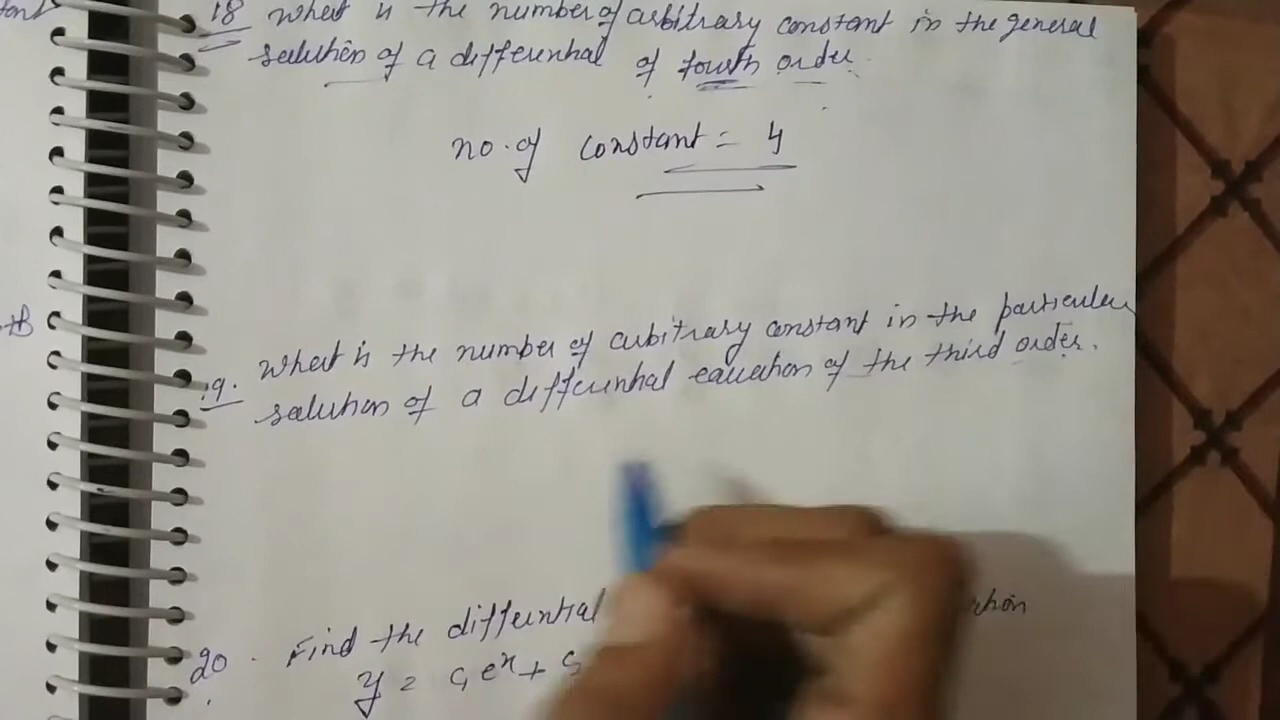 18 What is the number of arbitrary constant in the general
solution of a differential of fourth order.
no. of constant = 4
19. What is the number of arbitrary constant in the particular
solution of a differential equation of the third order.
20. Find the differential
y = c₁eˣ +